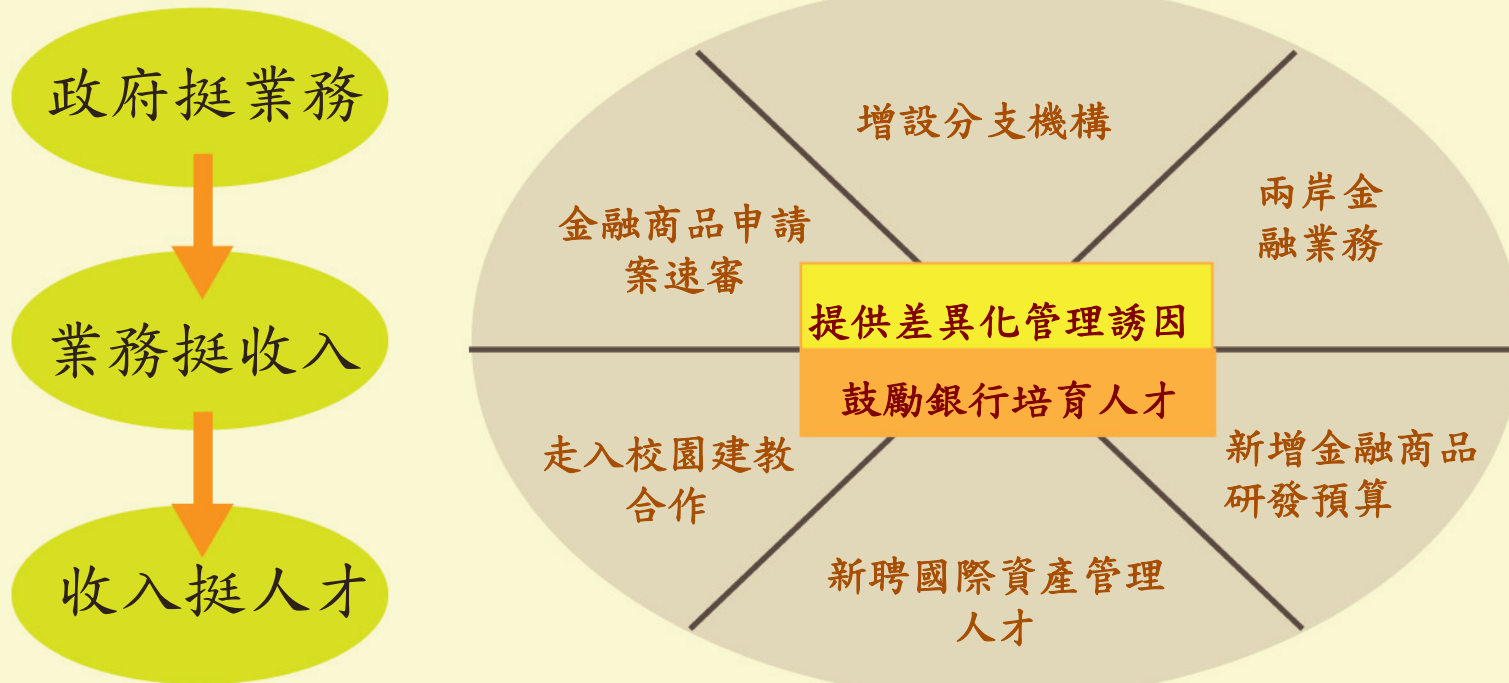 政府挺業務
業務挺收入
收入挺人才
增設分支機構
兩岸金
融業務
金融商品申請
案速審
提供差異化管理誘因
鼓勵銀行培育人才
走入校園建教
合作
新增金融商品
研發預算
新聘國際資產管理
人才